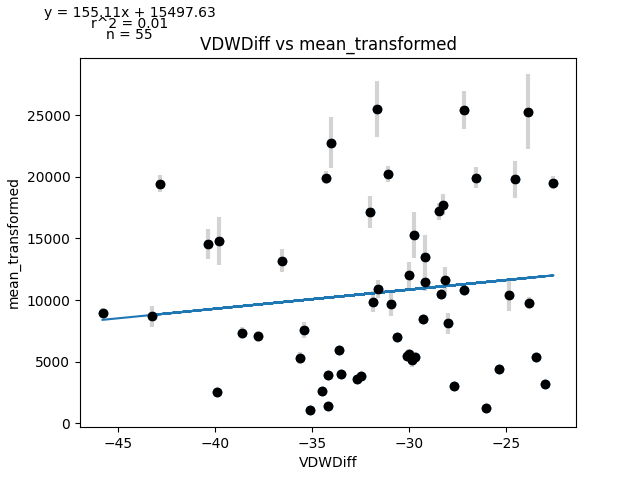 y = 155.11x + 15497.63
r^2 = 0.01
n = 55
VDWDiff vs mean_transformed
mean_transformed
25000
20000
15000
10000
5000
0
−45
−40
−35
−30
−25
VDWDiff